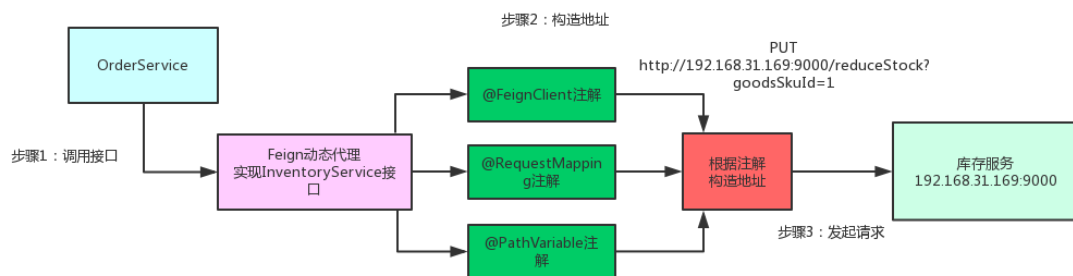 步骤2：构造地址
OrderService
PUT
http://192.168.31.169:9000/reduceStock?
goodsSkuId=1
@FeignClient注解
步骤1：调用接口
Feign动态代理
实现InventoryService接
口
@RequestMappin
g注解
根据注解
构造地址
库存服务
192.168.31.169:9000
步骤3：发起请求
@PathVariable注
解